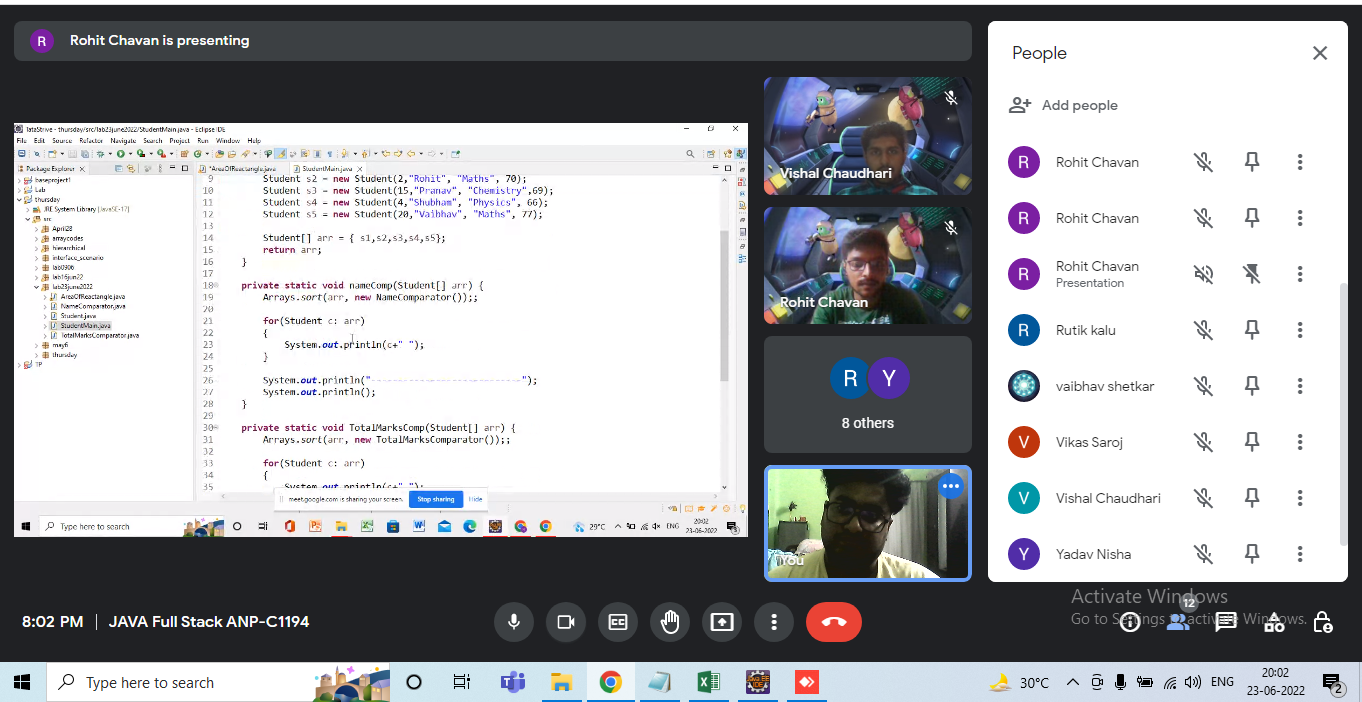 R Rohit Chavan is presenting
TataStrive - thursday/src/lab23june2022/StudentMain.java - Eclipse IDE
File Edit Source Refactor Navigate Search Project Run Window Help
Package Explorer
*AreaOfReactangle.java
StudentMain.java
baseproject1
Lab
thursday
JRE System Library [JavaSE-17]
src
April28
arraycodes
hierarchical
interface_scenario
lab0906
lab16jun22
lab23june2022
AreaOfReactangle.java
NameComparator.java
Student.java
StudentMain.java
TotalMarksComparator.java
may6
thursday
TP
9 Student s2 = new Student(2,"Rohit", "Maths", 70);
10 Student s3 = new Student(15,"Pranav", "Chemistry",69);
11 Student s4 = new Student(4,"Shubham", "Physics", 66);
12 Student s5 = new Student(20,"Vaibhav", "Maths", 77);
13
14 Student[] arr = { s1,s2,s3,s4,s5};
15 return arr;
16 }
17
18 private static void nameComp(Student[] arr) {
19 Arrays.sort(arr, new NameComparator());;
20
21 for(Student c: arr)
22 {
23 System.out.println(c+" ");
24 }
25
26 System.out.println("-----------------------------");
27 System.out.println();
28 }
29
30 private static void TotalMarksComp(Student[] arr) {
31 Arrays.sort(arr, new TotalMarksComparator());;
32
33 for(Student c: arr)
34 {
35 System.out.println(c+" ");
meet.google.com is sharing your screen. Stop sharing Hide
Type here to search
29°C
ENG
20:02
23-06-2022
Vishal Chaudhari
Rohit Chavan
R Y
8 others
You
People
Add people
R Rohit Chavan
R Rohit Chavan
R Rohit Chavan
Presentation
R Rutik kalu
vaibhav shetkar
V Vikas Saroj
V Vishal Chaudhari
Y Yadav Nisha
Activate Windows
Go to Settings to activate Windows.
12
8:02 PM | JAVA Full Stack ANP-C1194
Type here to search
30°C
ENG
20:02
23-06-2022
2